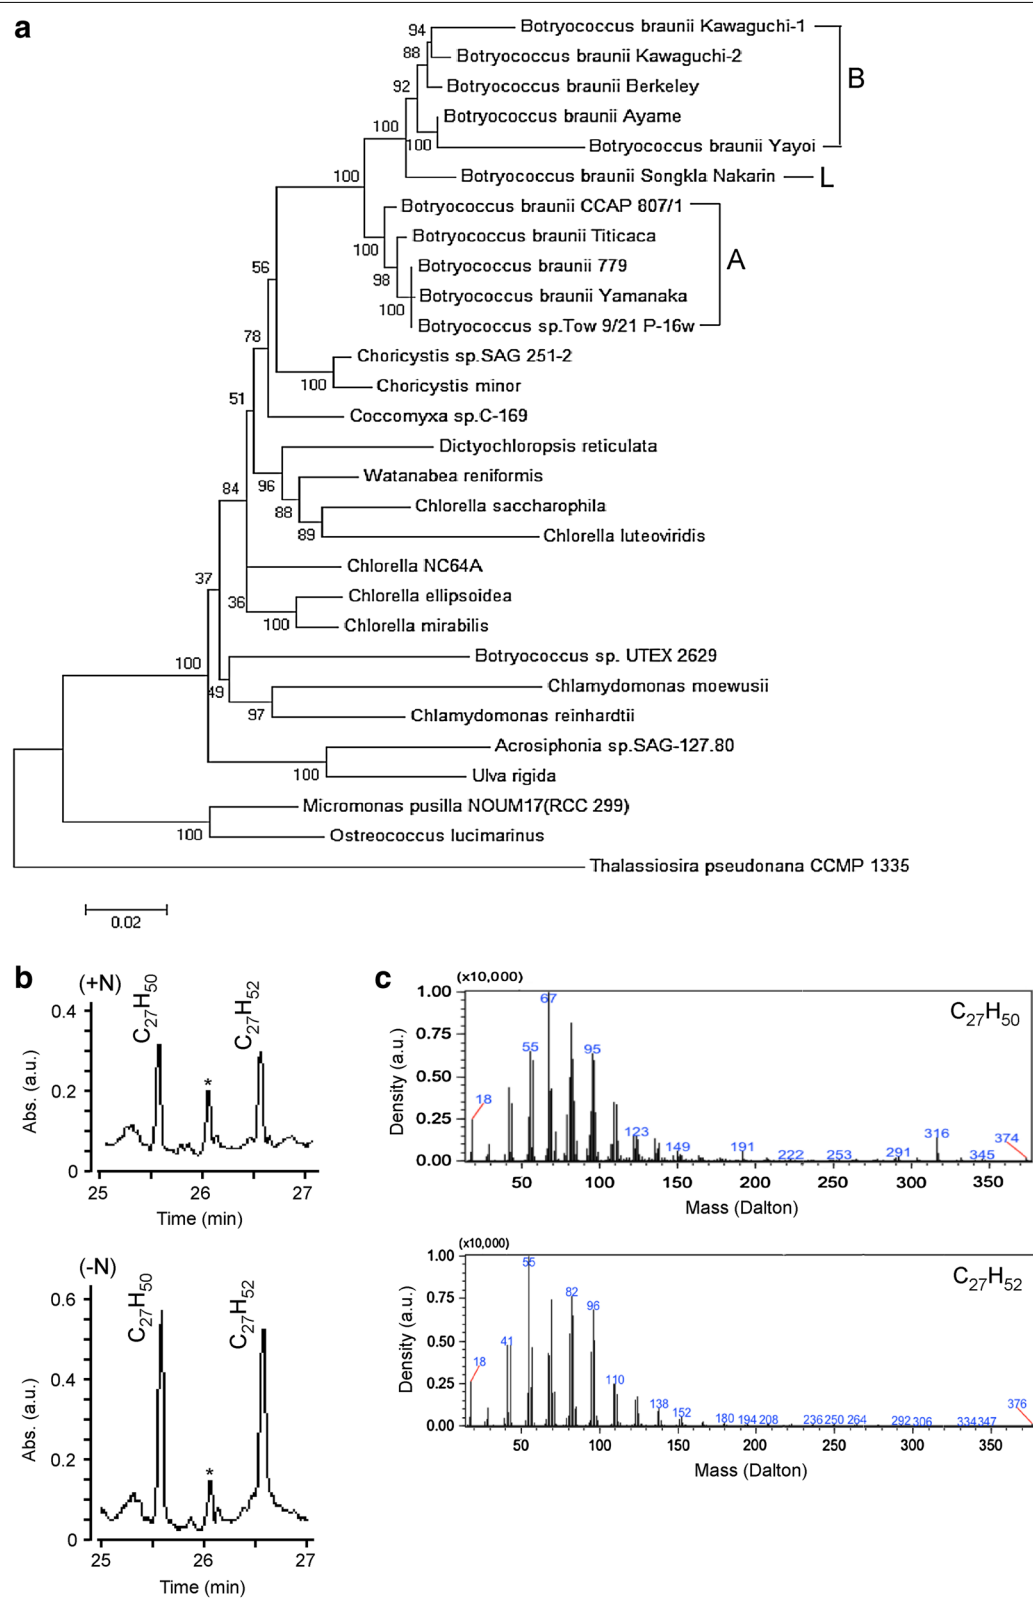 a
Botryococcus braunii Kawaguchi-1
94
Botryococcus braunii Kawaguchi-2
88
Botryococcus braunii Berkeley
92
B
Botryococcus braunii Ayame
100
100
Botryococcus braunii Yayoi
Botryococcus braunii Songkla Nakarin
L
100
Botryococcus braunii CCAP 807/1
Botryococcus braunii Titicaca
100
Botryococcus braunii 779
A
98
Botryococcus braunii Yamanaka
100
Botryococcus sp.Tow 9/21 P-16w
56
Choricystis sp.SAG 251-2
78
100
Choricystis minor
51
Coccomyxa sp.C-169
Dictyochloropsis reticulata
96
Watanabea reniformis
84
88
Chlorella saccharophila
89
Chlorella luteoviridis
Chlorella NC64A
37
36
Chlorella ellipsoidea
100
Chlorella mirabilis
100
Botryococcus sp. UTEX 2629
49
Chlamydomonas moewusii
97
Chlamydomonas reinhardtii
Acrosiphonia sp.SAG-127.80
100
Ulva rigida
Micromonas pusilla NOUM17(RCC 299)
100
Ostreococcus lucimarinus
Thalassiosira pseudonana CCMP 1335
0.02
b
(+N)
C27H50
C27H52
*
0.4
0.2
0
Abs. (a.u.)
25 26 27
Time (min)
(-N)
C27H50
C27H52
*
0.6
0.4
0.2
0
Abs. (a.u.)
25 26 27
Time (min)
c
(x10,000)
C27H50
1.00
0.75
0.50
0.25
0.00
Density (a.u.)
18 55 67 95 123 149 191 222 253 291 316 345 374
50 100 150 200 250 300 350
Mass (Dalton)
(x10,000)
C27H52
1.00
0.75
0.50
0.25
0.00
Density (a.u.)
18 41 55 82 96 110 138 152 180 194 208 236 250 264 292 306 334 347 376
50 100 150 200 250 300 350
Mass (Dalton)